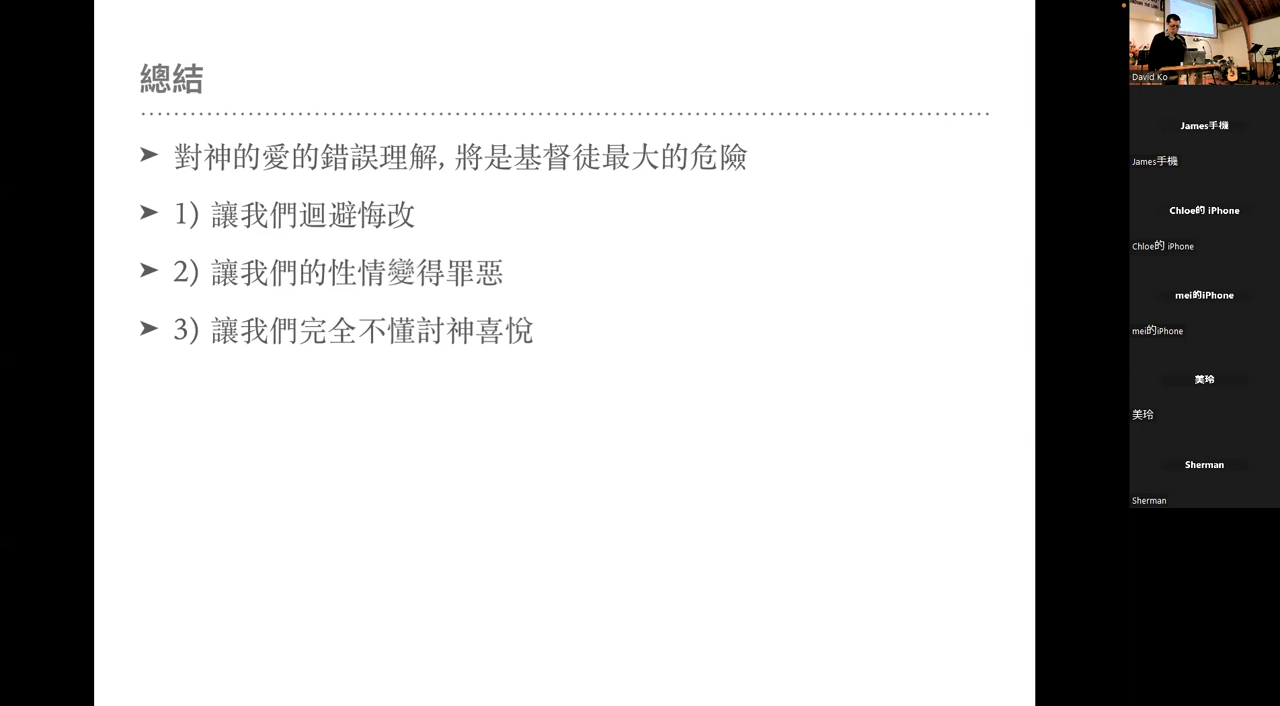 總結
➤ 對神的愛的錯誤理解, 將是基督徒最大的危險
➤ 1) 讓我們迴避悔改
➤ 2) 讓我們的性情變得罪惡
➤ 3) 讓我們完全不懂討神喜悅
David Ko
James手機
James手機
Chloe的 iPhone
Chloe的 iPhone
mei的iPhone
mei的iPhone
美玲
美玲
Sherman
Sherman